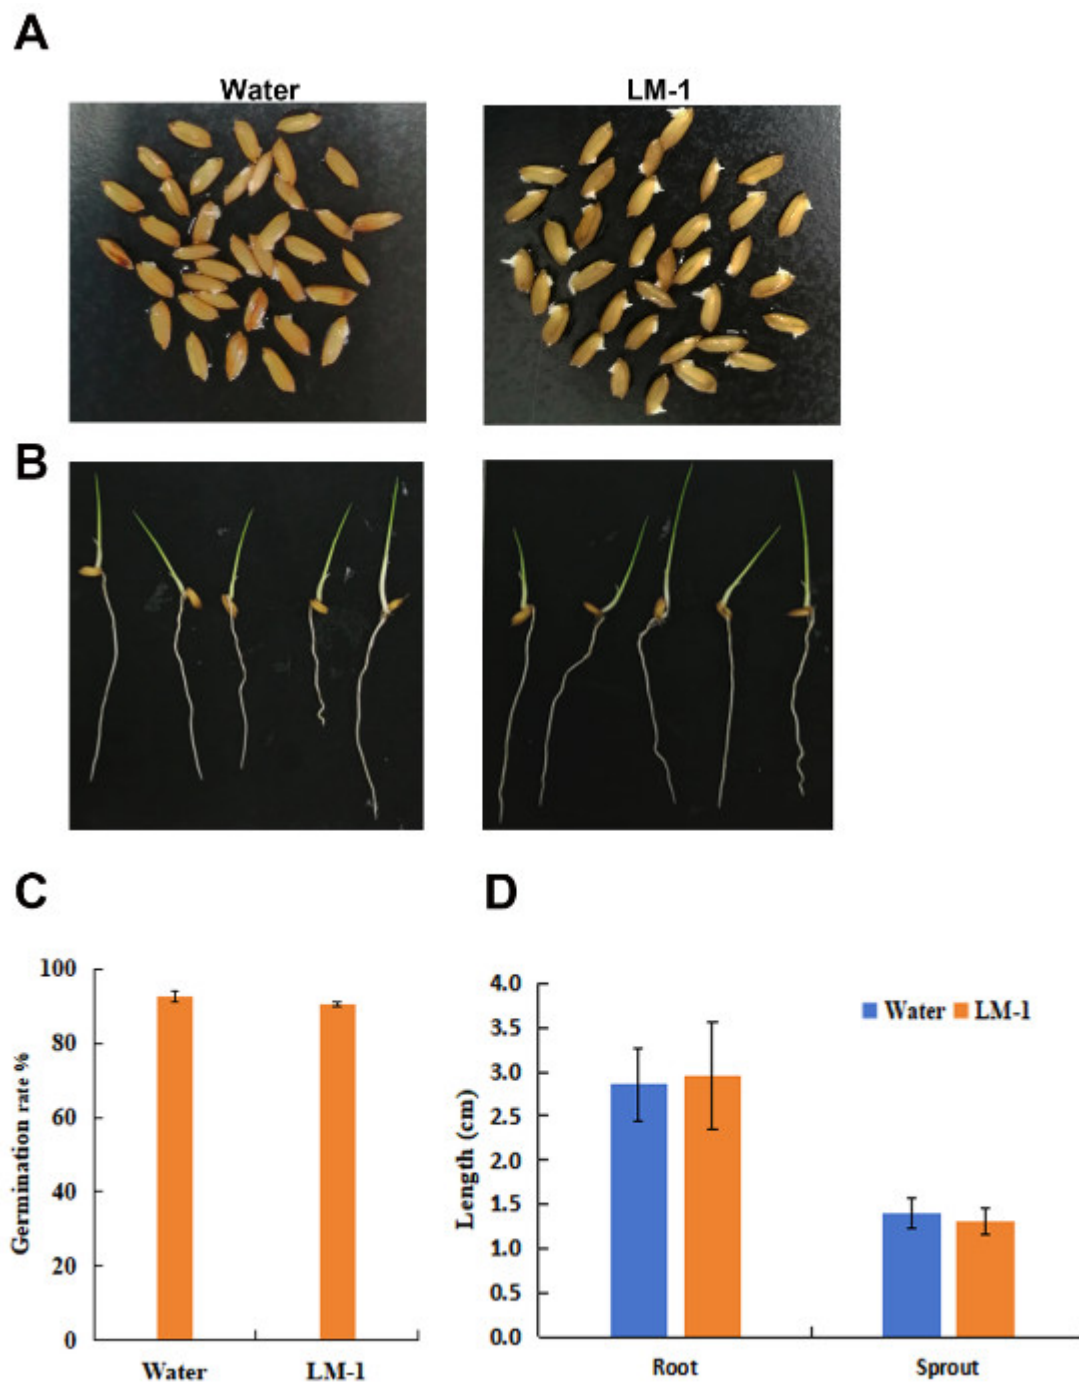 A
Water
LM-1
B
C
D
Germination rate %
100
80
60
40
20
0
Water
LM-1
Length (cm)
4.0
3.5
3.0
2.5
2.0
1.5
1.0
0.5
0.0
Water
LM-1
Root
Sprout